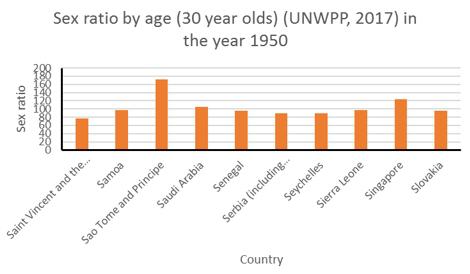 Sex ratio by age (30 year olds) (UNWPP, 2017) in
the year 1950
Sex ratio
200
180
160
140
120
100
80
60
40
20
0
Saint Vincent and the...
Samoa
Sao Tome and Principe
Saudi Arabia
Senegal
Serbia (including...
Seychelles
Sierra Leone
Singapore
Slovakia
Country